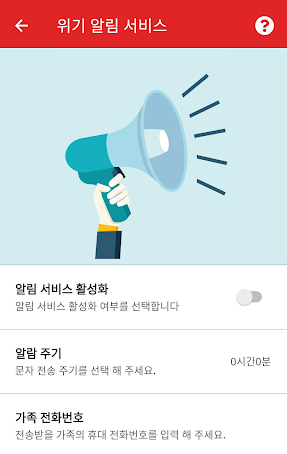 위기 알림 서비스
?
알림 서비스 활성화
알림 서비스 활성화 여부를 선택합니다
알람 주기
문자 전송 주기를 선택 해 주세요.
0시간0분
가족 전화번호
전송받을 가족의 휴대 전화번호를 입력 해 주세요.